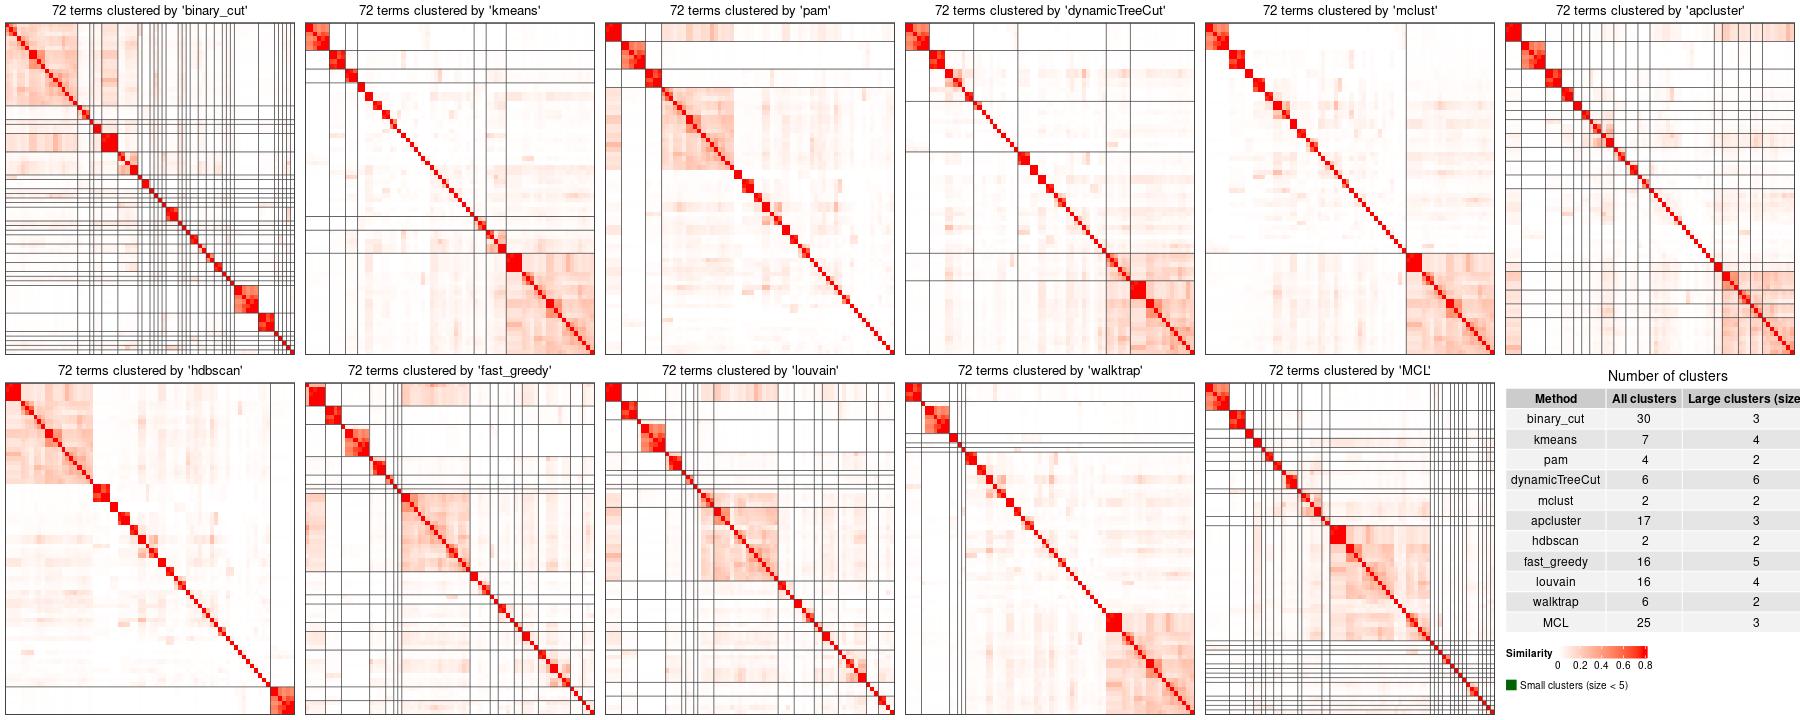 72 terms clustered by 'binary_cut'
72 terms clustered by 'kmeans'
72 terms clustered by 'pam'
72 terms clustered by 'dynamicTreeCut'
72 terms clustered by 'mclust'
72 terms clustered by 'apcluster'
72 terms clustered by 'hdbscan'
72 terms clustered by 'fast_greedy'
72 terms clustered by 'louvain'
72 terms clustered by 'walktrap'
72 terms clustered by 'MCL'
Number of clusters
Method All clusters Large clusters (size
binary_cut 30 3
kmeans 7 4
pam 4 2
dynamicTreeCut 6 6
mclust 2 2
apcluster 17 3
hdbscan 2 2
fast_greedy 16 5
louvain 16 4
walktrap 6 2
MCL 25 3
Similarity
0 0.2 0.4 0.6 0.8
Small clusters (size < 5)